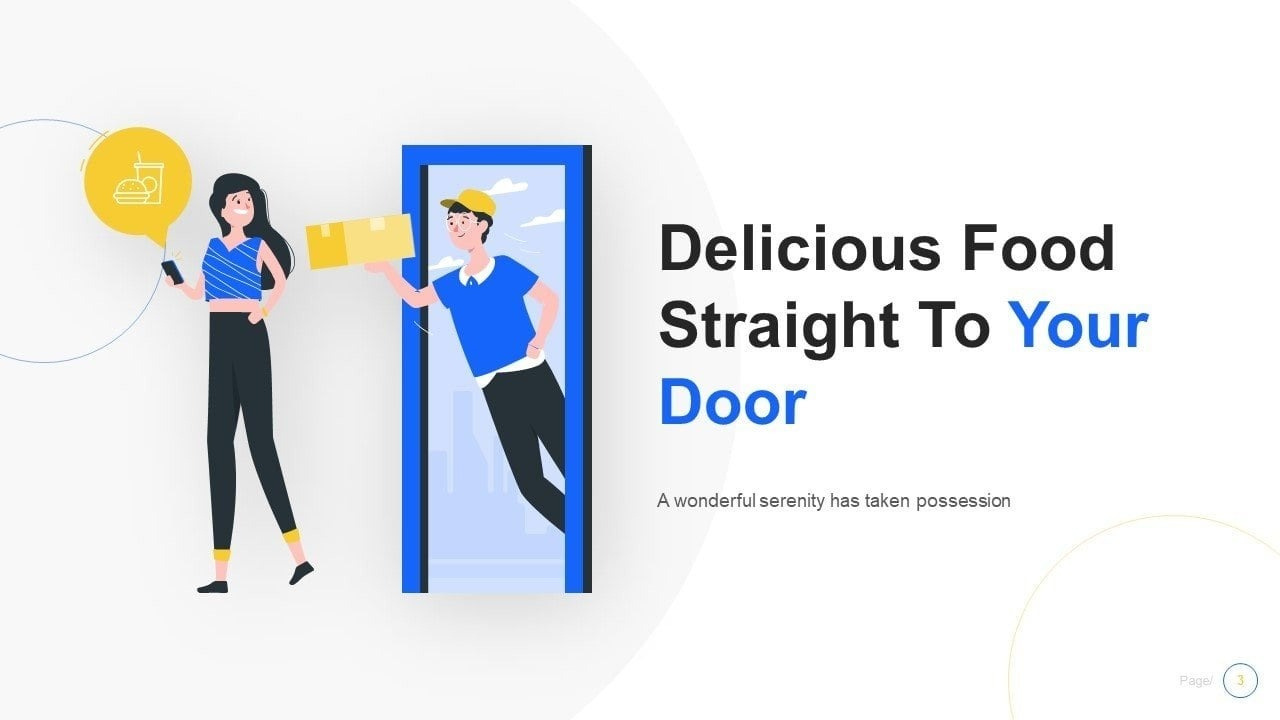 Delicious Food
Straight To Your
Door
A wonderful serenity has taken possession
Page/ 3